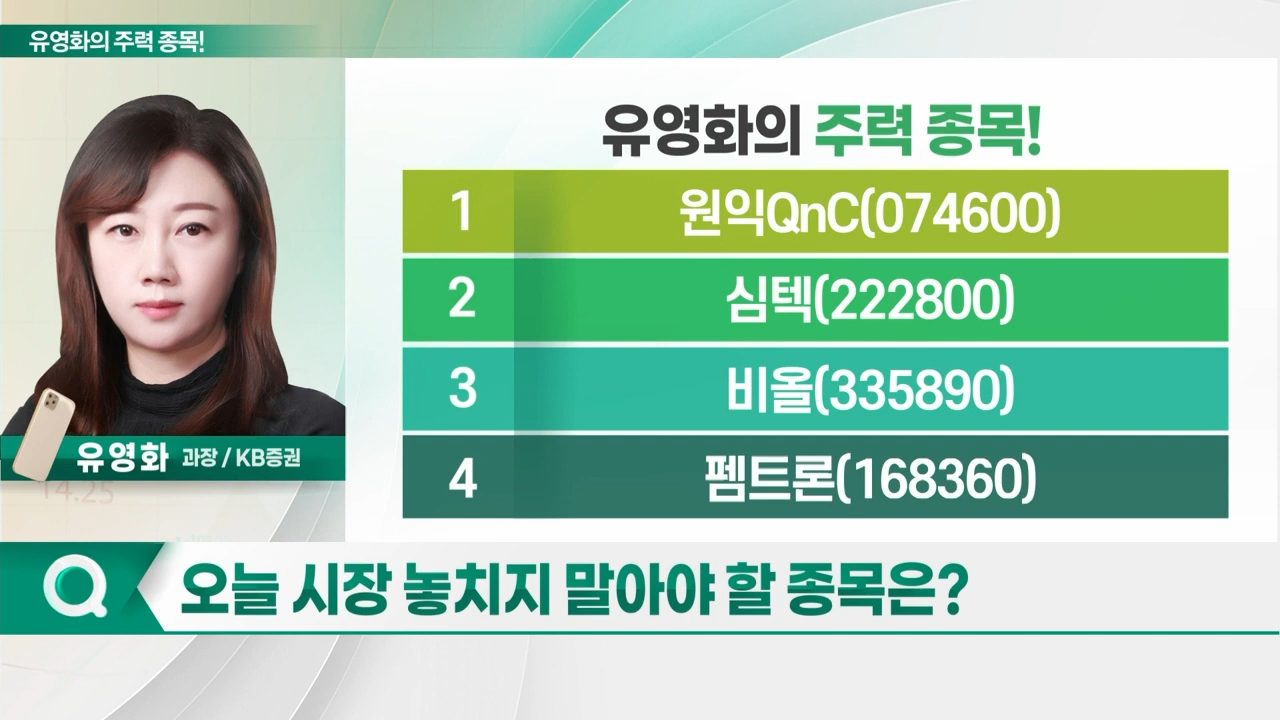 유영화의 주력 종목!
유영화의 주력 종목!
1 원익QnC(074600)
2 심텍(222800)
3 비올(335890)
4 펨트론(168360)
유영화 과장 / KB증권
14.25
Q 오늘 시장 놓치지 말아야 할 종목은?